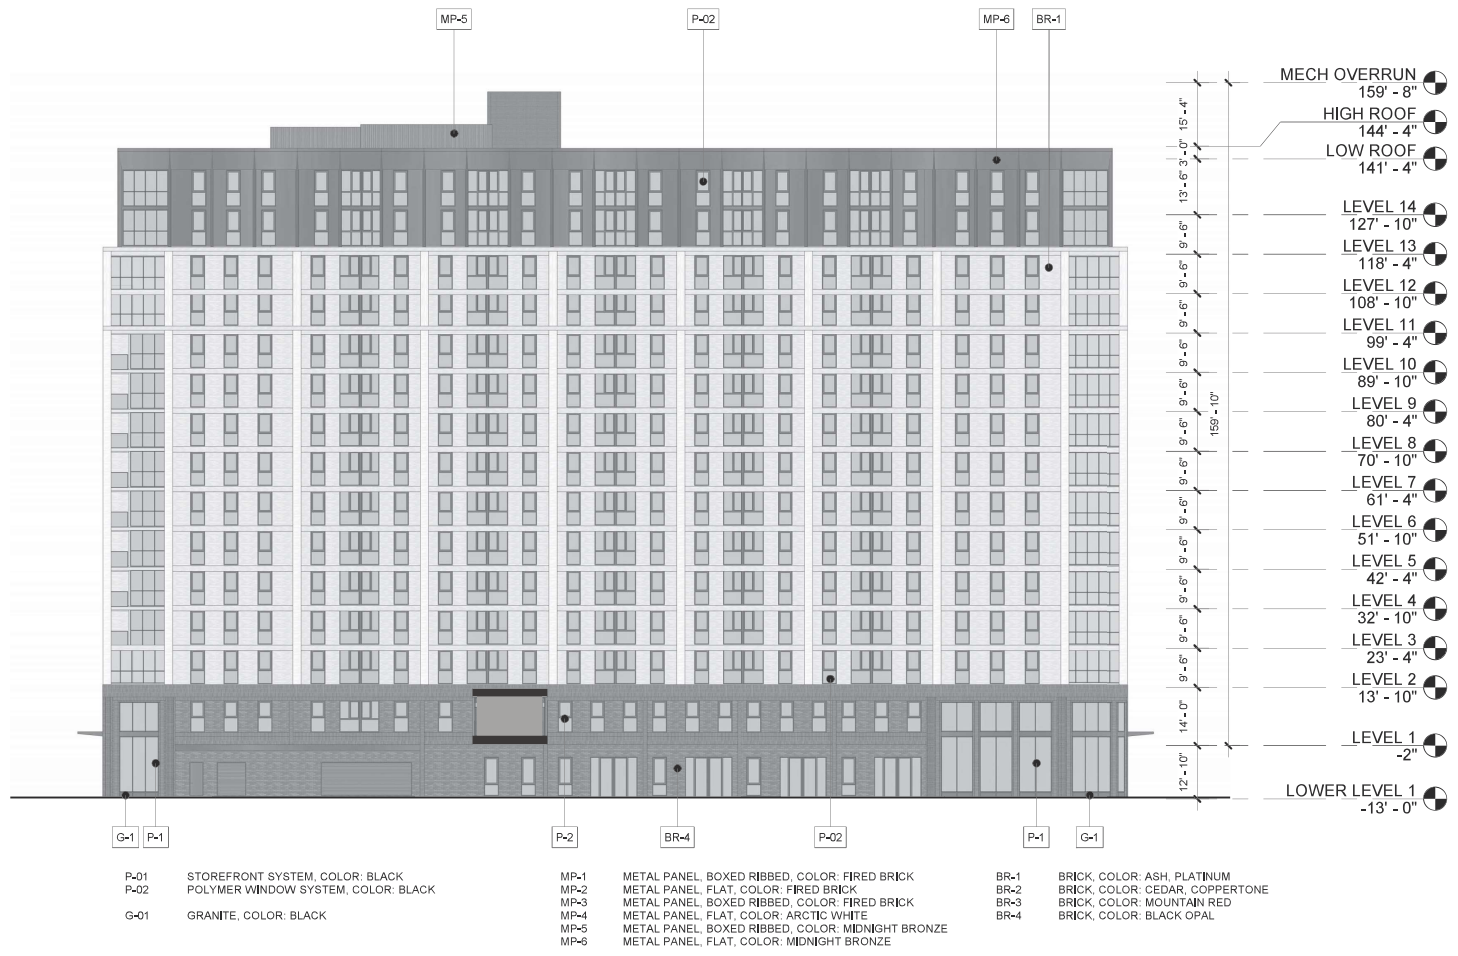 MP-5
P-02
MP-6
BR-1
MECH OVERRUN
159' - 8"
HIGH ROOF
144' - 4"
LOW ROOF
141' - 4"
LEVEL 14
127' - 10"
LEVEL 13
118' - 4"
LEVEL 12
108' - 10"
LEVEL 11
99' - 4"
LEVEL 10
89' - 10"
LEVEL 9
80' - 4"
LEVEL 8
70' - 10"
LEVEL 7
61' - 4"
LEVEL 6
51' - 10"
LEVEL 5
42' - 4"
LEVEL 4
32' - 10"
LEVEL 3
23' - 4"
LEVEL 2
13' - 10"
LEVEL 1
-2"
LOWER LEVEL 1
-13' - 0"
15' - 4"
3' - 0"
13' - 6"
9' - 6"
9' - 6"
9' - 6"
9' - 6"
9' - 6"
9' - 6"
9' - 6"
9' - 6"
9' - 6"
9' - 6"
9' - 6"
9' - 6"
14' - 0"
12' - 10"
159' - 10"
G-1
P-1
P-2
BR-4
P-02
P-1
G-1
P-01 STOREFRONT SYSTEM, COLOR: BLACK
P-02 POLYMER WINDOW SYSTEM, COLOR: BLACK
G-01 GRANITE, COLOR: BLACK
MP-1 METAL PANEL, BOXED RIBBED, COLOR: FIRED BRICK
MP-2 METAL PANEL, FLAT, COLOR: FIRED BRICK
MP-3 METAL PANEL, BOXED RIBBED, COLOR: FIRED BRICK
MP-4 METAL PANEL, FLAT, COLOR: ARCTIC WHITE
MP-5 METAL PANEL, BOXED RIBBED, COLOR: MIDNIGHT BRONZE
MP-6 METAL PANEL, FLAT, COLOR: MIDNIGHT BRONZE
BR-1 BRICK, COLOR: ASH, PLATINUM
BR-2 BRICK, COLOR: CEDAR, COPPERTONE
BR-3 BRICK, COLOR: MOUNTAIN RED
BR-4 BRICK, COLOR: BLACK OPAL